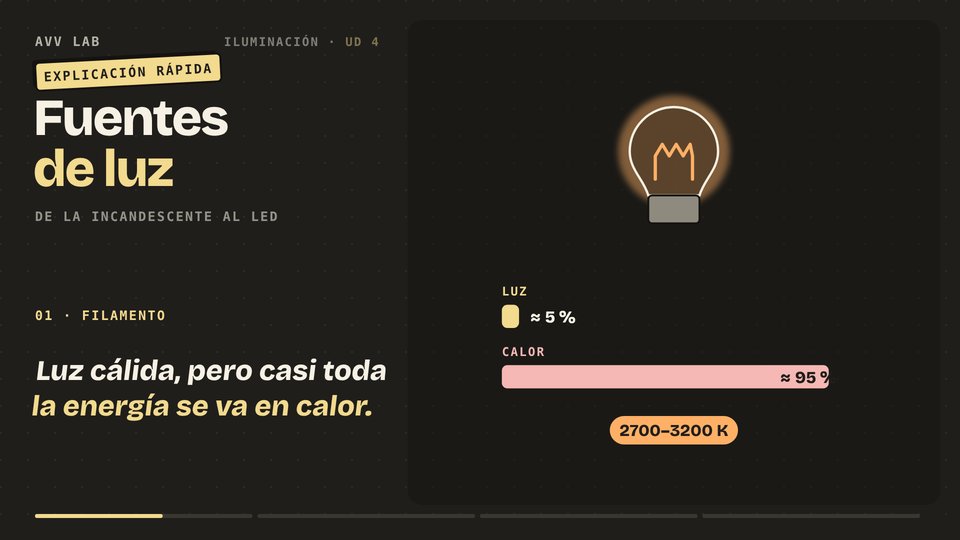 AVV LAB
ILUMINACIÓN · UD 4
EXPLICACIÓN RÁPIDA
Fuentes
de luz
DE LA INCANDESCENTE AL LED
01 · FILAMENTO
Luz cálida, pero casi toda
la energía se va en calor.
LUZ
≈ 5 %
CALOR
≈ 95 %
2700–3200 K